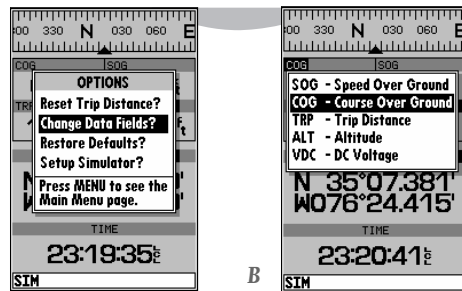 300 330 N 030 060 E
COG SOG
OPTIONS
Reset Trip Distance?
Change Data Fields?
Restore Defaults?
Setup Simulator?
Press MENU to see the
Main Menu page.
TIME
23:19:35
SIM
B
300 330 N 030 060 E
COG SOG
SOG - Speed Over Ground
COG - Course Over Ground
TRP - Trip Distance
ALT - Altitude
VDC - DC Voltage
N 35°07.381'
W076°24.415'
TIME
23:20:41
SIM